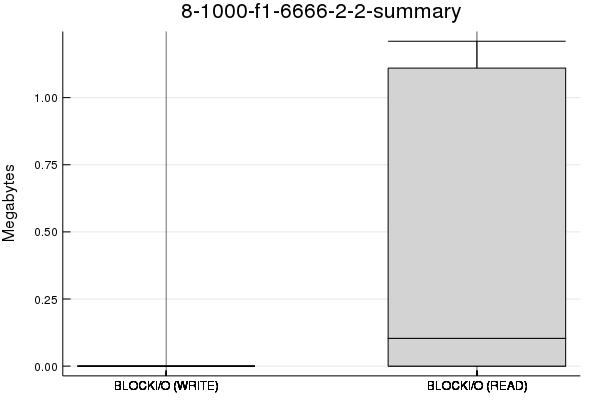 8-1000-f1-6666-2-2-summary
Megabytes
1.00
0.75
0.50
0.25
0.00
BLOCKI/O (WRITE)
BLOCKI/O (READ)